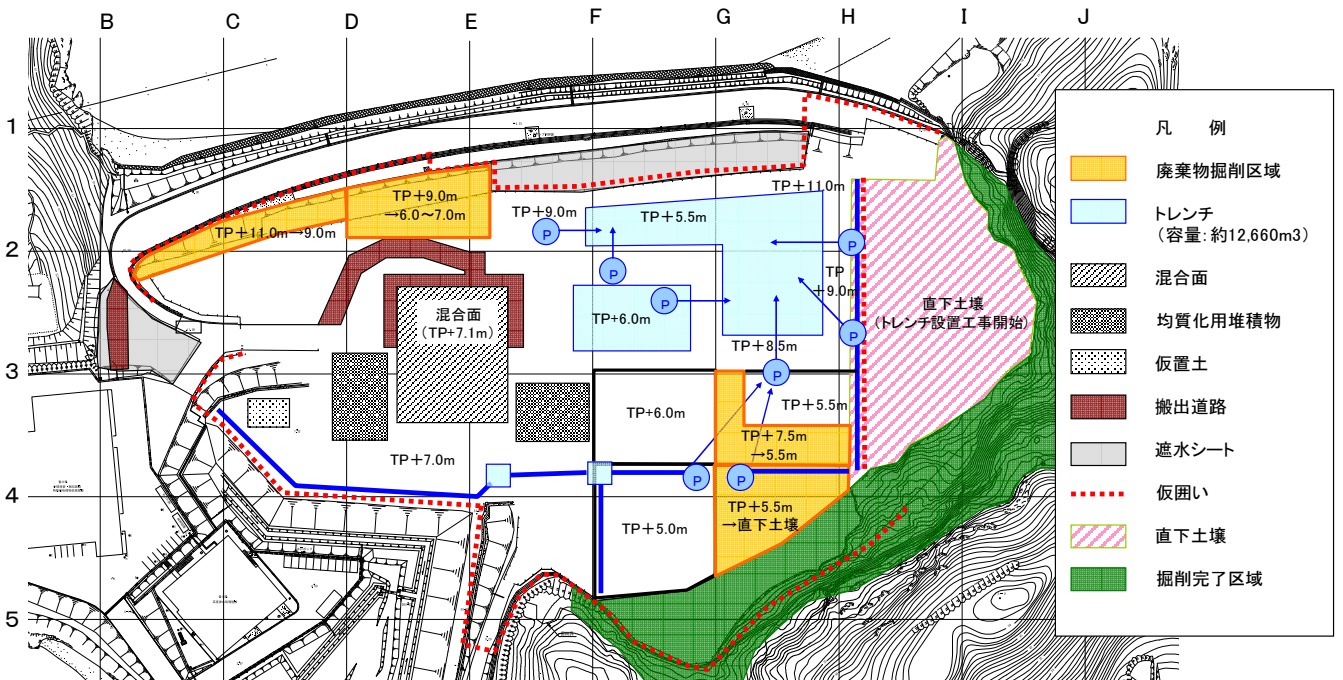 B C D E F G H I J
1
2
3
4
5
凡 例
廃棄物掘削区域
トレンチ
(容量:約12,660m3)
混合面
均質化用堆積物
仮置土
搬出道路
遮水シート
仮囲い
直下土壌
掘削完了区域
TP+9.0m
→6.0~7.0m
TP+11.0m→9.0m
TP+9.0m
TP+5.5m
TP+11.0m
P
P
P
P
P
P
P
P
TP
+9.0m
TP+6.0m
混合面
(TP+7.1m)
直下土壌
(トレンチ設置工事開始)
TP+8.5m
TP+6.0m
TP+5.5m
TP+7.5m
→5.5m
TP+7.0m
TP+5.5m
→直下土壌
TP+5.0m